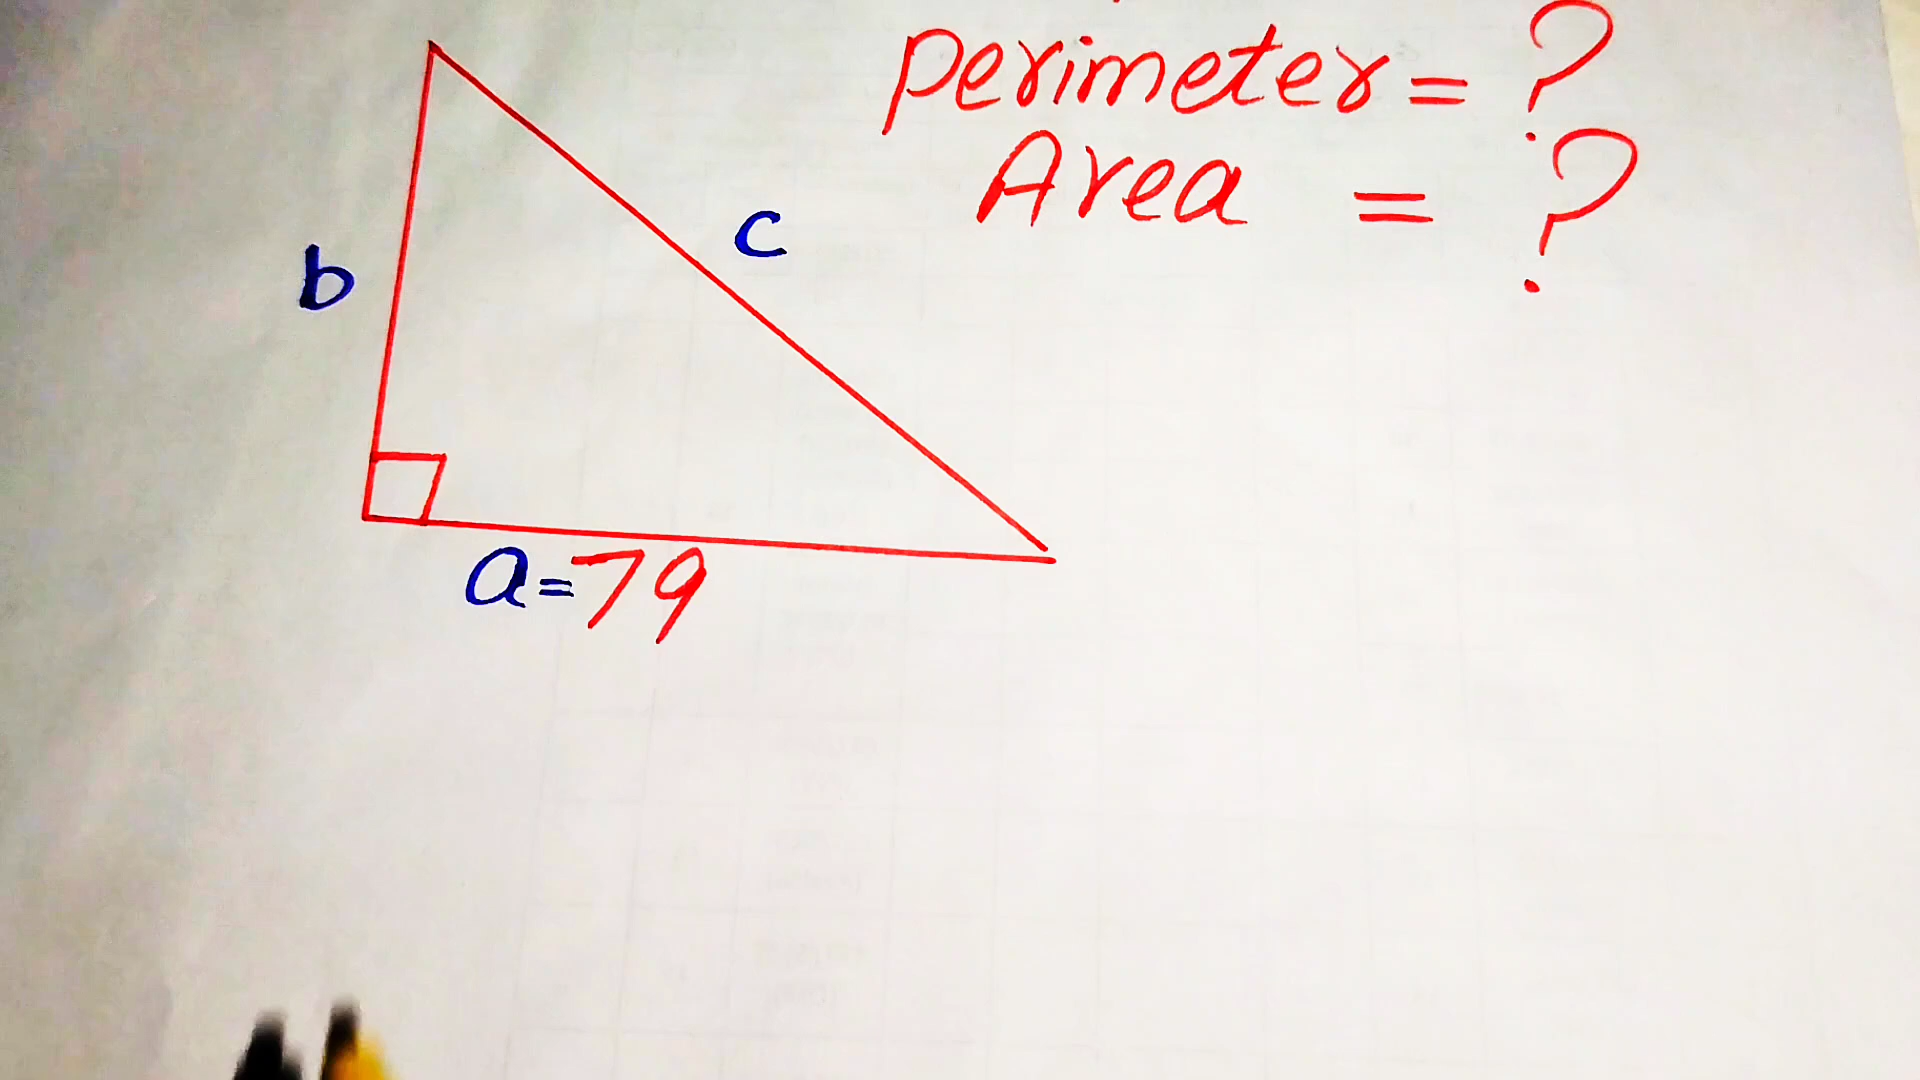 perimeter = ?
Area = ?
b
c
a=79